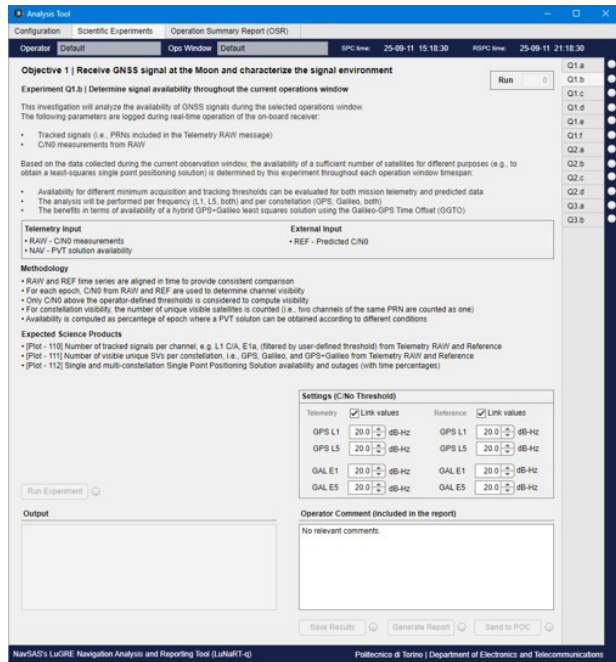 Analysis Tool
Configuration Scientific Experiments Operation Summary Report (OSR)
Operator Default Ops Window Default SPC time: 25-09-11 15:18:30 RSPC time: 25-09-11 21:18:30
Objective 1 | Receive GNSS signal at the Moon and characterize the signal environment
Run 0
Experiment Q1.b | Determine signal availability throughout the current operations window
This investigation will analyze the availability of GNSS signals during the selected operations window.
The following parameters are logged during real-time operation of the on-board receiver:
• Tracked signals (i.e., PRNs included in the Telemetry RAW message)
• C/N0 measurements from RAW
Based on the data collected during the current observation window, the availability of a sufficient number of satellites for different purposes (e.g., to
obtain a least-squares single point positioning solution) is determined by this experiment throughout each operation window timespan:
• Availability for different minimum acquisition and tracking thresholds can be evaluated for both mission telemetry and predicted data
• The analysis will be performed per frequency (L1, L5, both) and per constellation (GPS, Galileo, both)
• The benefits in terms of availability of a hybrid GPS+Galileo least squares solution using the Galileo-GPS Time Offset (GGTO)
Telemetry Input External Input
• RAW - C/N0 measurements • REF - Predicted C/N0
• NAV - PVT solution availability
Methodology
• RAW and REF time series are aligned in time to provide consistent comparison
• For each epoch, C/N0 from RAW and REF are used to determine channel visibility
• Only C/N0 above the operator-defined thresholds is considered to compute visibility
• For constellation visibility, the number of unique visible satellites is counted (i.e., two channels of the same PRN are counted as one)
• Availability is computed as percentege of epoch where a PVT solution can be obtained according to different conditions
Expected Science Products
• [Plot - 110] Number of tracked signals per channel, e.g. L1 C/A, E1a, (filtered by user-defined threshold) from Telemetry RAW and Reference
• [Plot - 111] Number of visible unique SVs per constellation, i.e., GPS, Galileo, and GPS+Galileo from Telemetry RAW and Reference
• [Plot - 112] Single and multi-constellation Single Point Positioning Solution availability and outages (with time percentages)
Settings (C/No Threshold)
Telemetry Link values Reference Link values
GPS L1 20.0 dB-Hz GPS L1 20.0 dB-Hz
GPS L5 20.0 dB-Hz GPS L5 20.0 dB-Hz
GAL E1 20.0 dB-Hz GAL E1 20.0 dB-Hz
GAL E5 20.0 dB-Hz GAL E5 20.0 dB-Hz
Run Experiment
Output
Operator Comment (included in the report)
No relevant comments.
Save Results Generate Report Send to POC
Q1.a
Q1.b
Q1.c
Q1.d
Q1.e
Q1.f
Q2.a
Q2.b
Q2.c
Q2.d
Q3.a
Q3.b
NavSAS's LuGRE Navigation Analysis and Reporting Tool (LuNaRT-q) Politecnico di Torino | Department of Electronics and Telecommunications